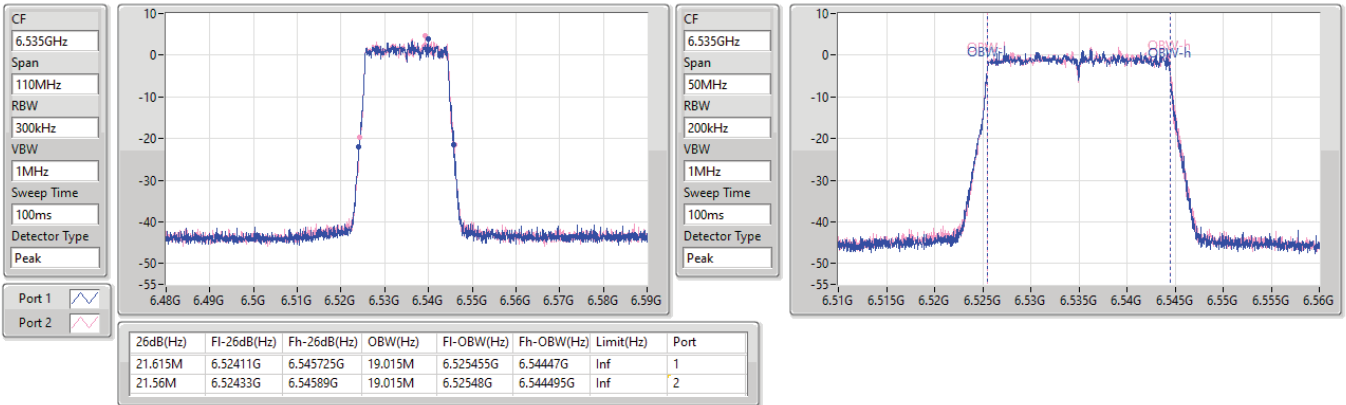 CF
6.535GHz
Span
110MHz
RBW
300kHz
VBW
1MHz
Sweep Time
100ms
Detector Type
Peak
Port 1
Port 2
10
0
-10
-20
-30
-40
-50
-55
6.48G 6.49G 6.5G 6.51G 6.52G 6.53G 6.54G 6.55G 6.56G 6.57G 6.58G 6.59G
CF
6.535GHz
Span
50MHz
RBW
200kHz
VBW
1MHz
Sweep Time
100ms
Detector Type
Peak
10
0
-10
-20
-30
-40
-50
-55
OBW-l OBW-h
OBW-l OBW-h
6.51G 6.515G 6.52G 6.525G 6.53G 6.535G 6.54G 6.545G 6.55G 6.555G 6.56G
26dB(Hz) Fl-26dB(Hz) Fh-26dB(Hz) OBW(Hz) Fl-OBW(Hz) Fh-OBW(Hz) Limit(Hz) Port
21.615M 6.52411G 6.545725G 19.015M 6.525455G 6.54447G Inf 1
21.56M 6.52433G 6.54589G 19.015M 6.52548G 6.544495G Inf 2